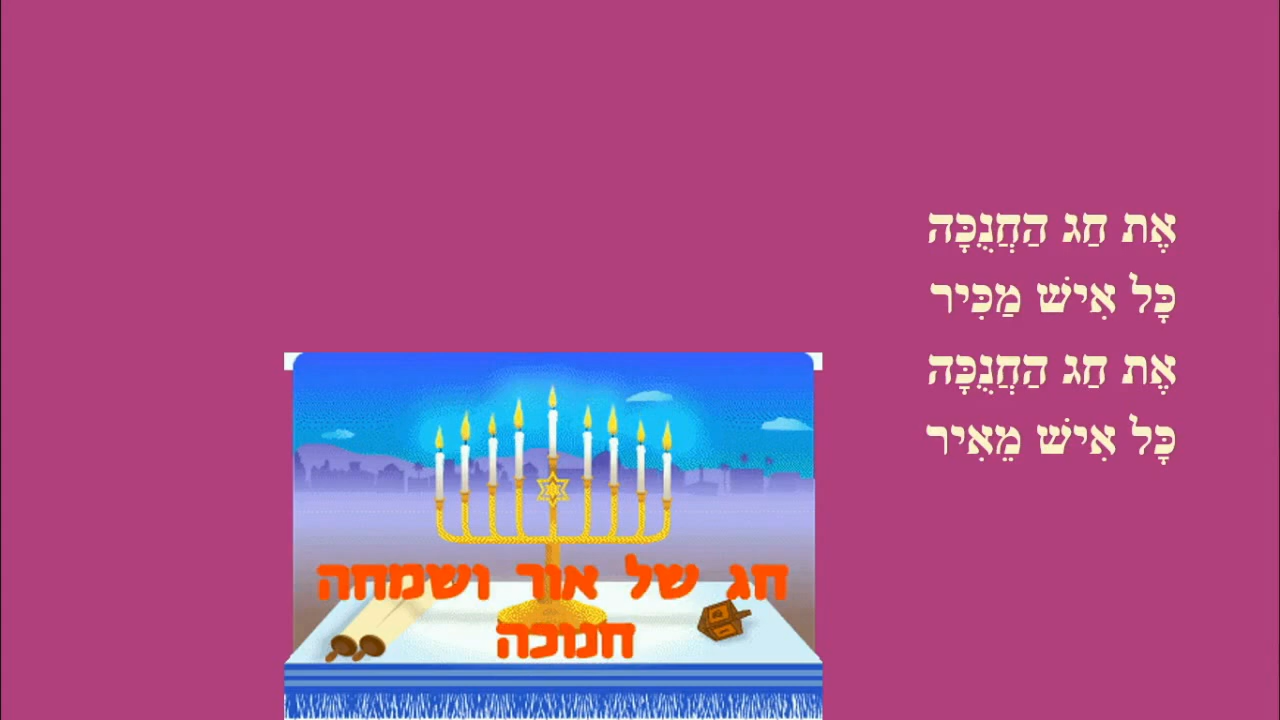 אֶת חַג הַחֲנֻכָּה
כָּל אִישׁ מַכִּיר
אֶת חַג הַחֲנֻכָּה
כָּל אִישׁ מֵאִיר
חג של אור ושמחה
חנוכה